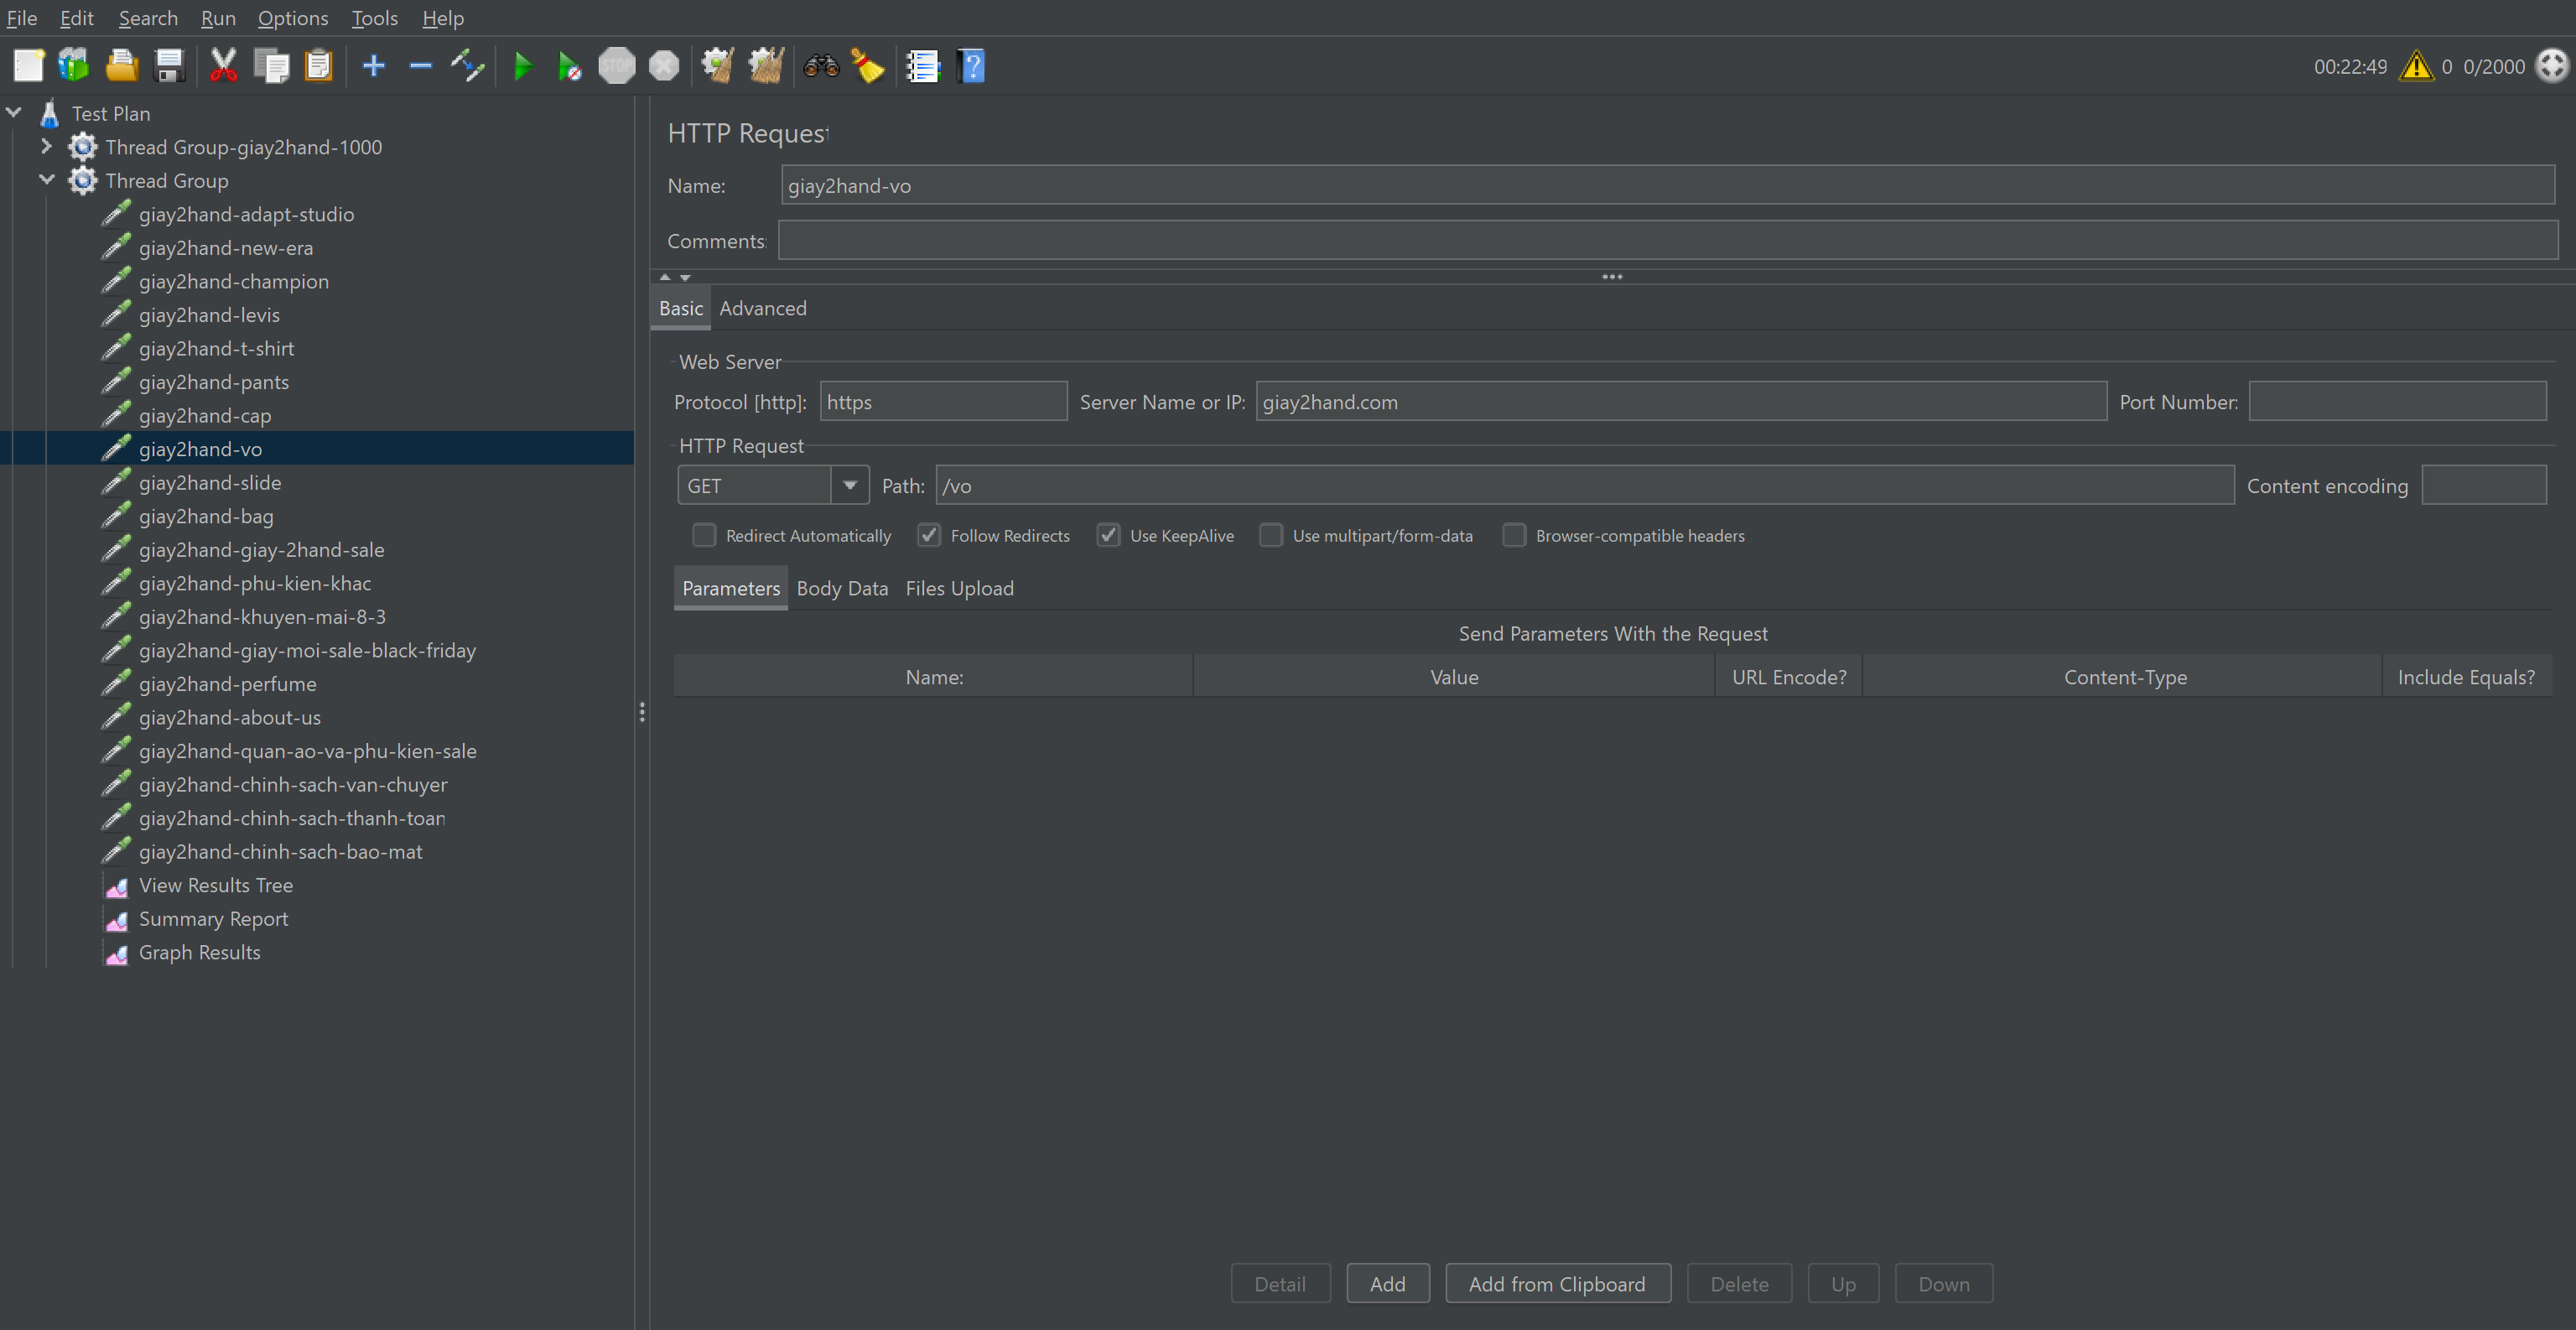 File Edit Search Run Options Tools Help
STOP
00:22:49 0 0/2000
Test Plan
Thread Group-giay2hand-1000
Thread Group
giay2hand-adapt-studio
giay2hand-new-era
giay2hand-champion
giay2hand-levis
giay2hand-t-shirt
giay2hand-pants
giay2hand-cap
giay2hand-vo
giay2hand-slide
giay2hand-bag
giay2hand-giay-2hand-sale
giay2hand-phu-kien-khac
giay2hand-khuyen-mai-8-3
giay2hand-giay-moi-sale-black-friday
giay2hand-perfume
giay2hand-about-us
giay2hand-quan-ao-va-phu-kien-sale
giay2hand-chinh-sach-van-chuyer
giay2hand-chinh-sach-thanh-toan
giay2hand-chinh-sach-bao-mat
View Results Tree
Summary Report
Graph Results
HTTP Request
Name: giay2hand-vo
Comments:
Basic Advanced
Web Server
Protocol [http]: https Server Name or IP: giay2hand.com Port Number:
HTTP Request
GET Path: /vo Content encoding
Redirect Automatically Follow Redirects Use KeepAlive Use multipart/form-data Browser-compatible headers
Parameters Body Data Files Upload
Send Parameters With the Request
Name: Value URL Encode? Content-Type Include Equals?
Detail Add Add from Clipboard Delete Up Down